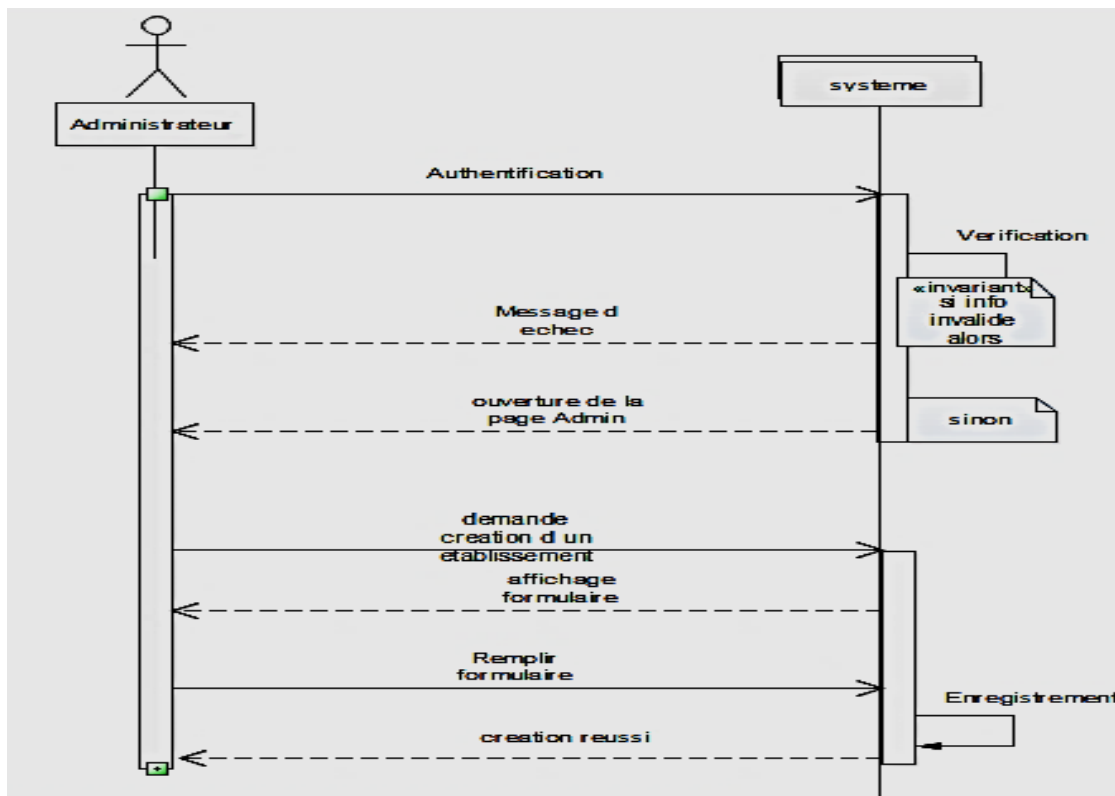 systeme
Administrateur
Authentification
Verification
«invariant»
si info
invalide
alors
Message d
echec
ouverture de la
page Admin
sinon
demande
creation d un
etablissement
affichage
formulaire
Remplir
formulaire
Enregistrement
creation reussi